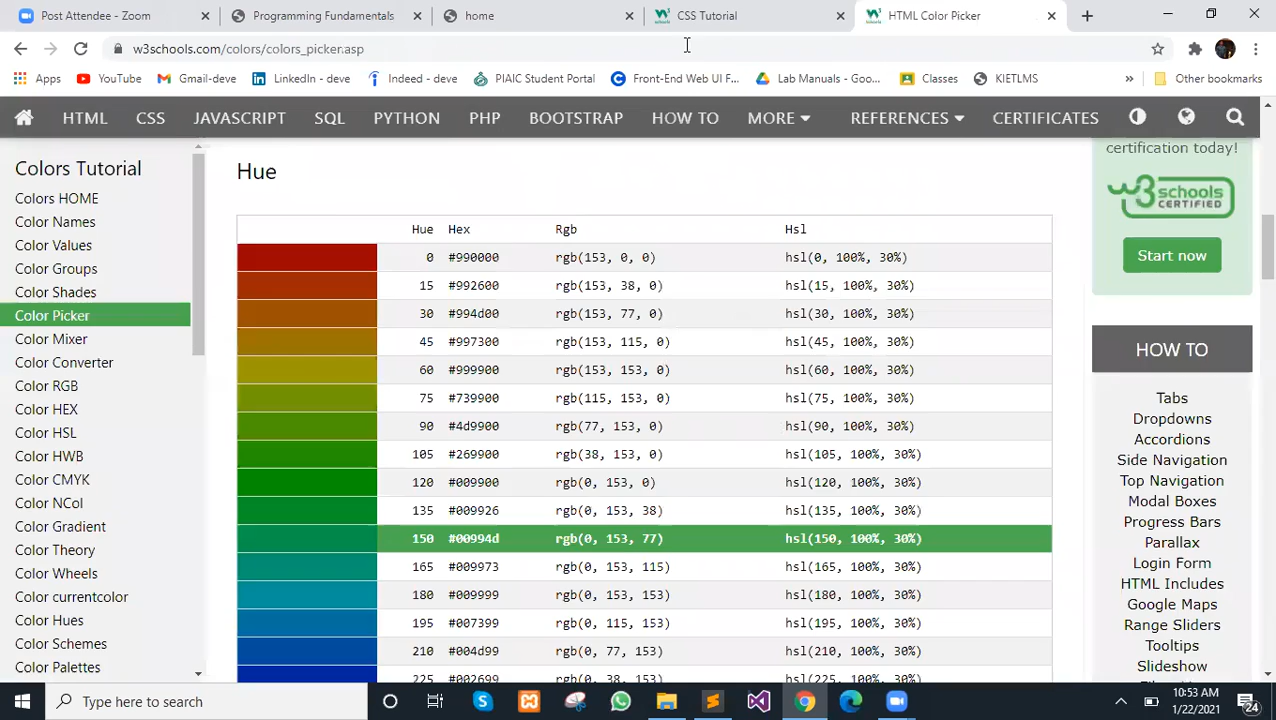 Post Attendee - Zoom
Programming Fundamentals
home
CSS Tutorial
HTML Color Picker
w3schools.com/colors/colors_picker.asp
Apps
YouTube
Gmail-deve
LinkedIn - deve
Indeed - deve
PIAIC Student Portal
Front-End Web UI F...
Lab Manuals - Goo...
Classes
KIETLMS
»
Other bookmarks
HTML
CSS
JAVASCRIPT
SQL
PYTHON
PHP
BOOTSTRAP
HOW TO
MORE
REFERENCES
CERTIFICATES
Colors Tutorial
Colors HOME
Color Names
Color Values
Color Groups
Color Shades
Color Picker
Color Mixer
Color Converter
Color RGB
Color HEX
Color HSL
Color HWB
Color CMYK
Color NCol
Color Gradient
Color Theory
Color Wheels
Color currentcolor
Color Hues
Color Schemes
Color Palettes
Hue
Hue Hex Rgb Hsl
0 #990000 rgb(153, 0, 0) hsl(0, 100%, 30%)
15 #992600 rgb(153, 38, 0) hsl(15, 100%, 30%)
30 #994d00 rgb(153, 77, 0) hsl(30, 100%, 30%)
45 #997300 rgb(153, 115, 0) hsl(45, 100%, 30%)
60 #999900 rgb(153, 153, 0) hsl(60, 100%, 30%)
75 #739900 rgb(115, 153, 0) hsl(75, 100%, 30%)
90 #4d9900 rgb(77, 153, 0) hsl(90, 100%, 30%)
105 #269900 rgb(38, 153, 0) hsl(105, 100%, 30%)
120 #009900 rgb(0, 153, 0) hsl(120, 100%, 30%)
135 #009926 rgb(0, 153, 38) hsl(135, 100%, 30%)
150 #00994d rgb(0, 153, 77) hsl(150, 100%, 30%)
165 #009973 rgb(0, 153, 115) hsl(165, 100%, 30%)
180 #009999 rgb(0, 153, 153) hsl(180, 100%, 30%)
195 #007399 rgb(0, 115, 153) hsl(195, 100%, 30%)
210 #004d99 rgb(0, 77, 153) hsl(210, 100%, 30%)
225 #002699 rgb(0, 38, 153) hsl(225, 100%, 30%)
certification today!
w3schools
CERTIFIED
Start now
HOW TO
Tabs
Dropdowns
Accordions
Side Navigation
Top Navigation
Modal Boxes
Progress Bars
Parallax
Login Form
HTML Includes
Google Maps
Range Sliders
Tooltips
Slideshow
Type here to search
10:53 AM
1/22/2021
24